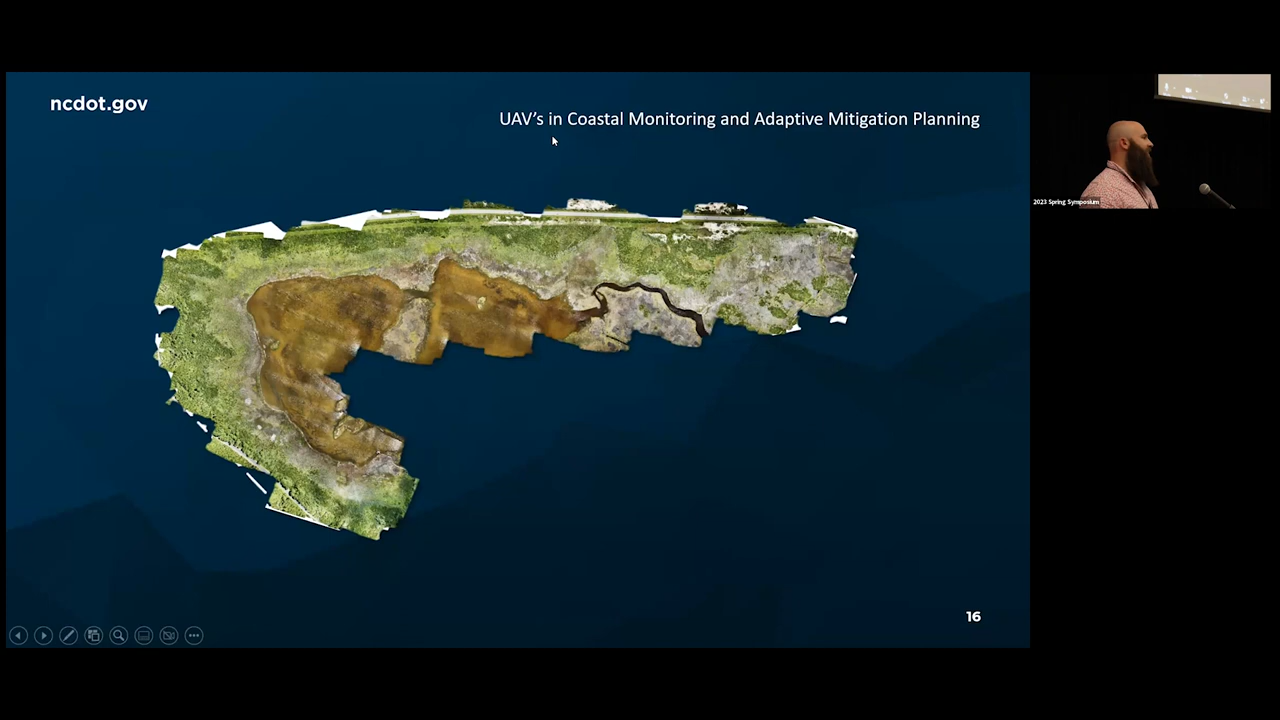 ncdot.gov
UAV's in Coastal Monitoring and Adaptive Mitigation Planning
2023 Spring Symposium
16